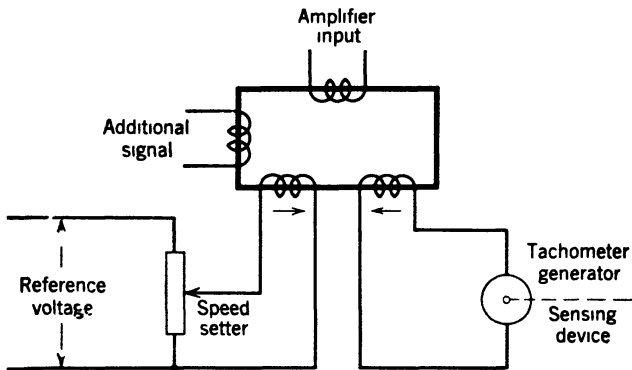 Amplifier
input
Additional
signal
Reference
voltage
Speed
setter
Tachometer
generator
Sensing
device